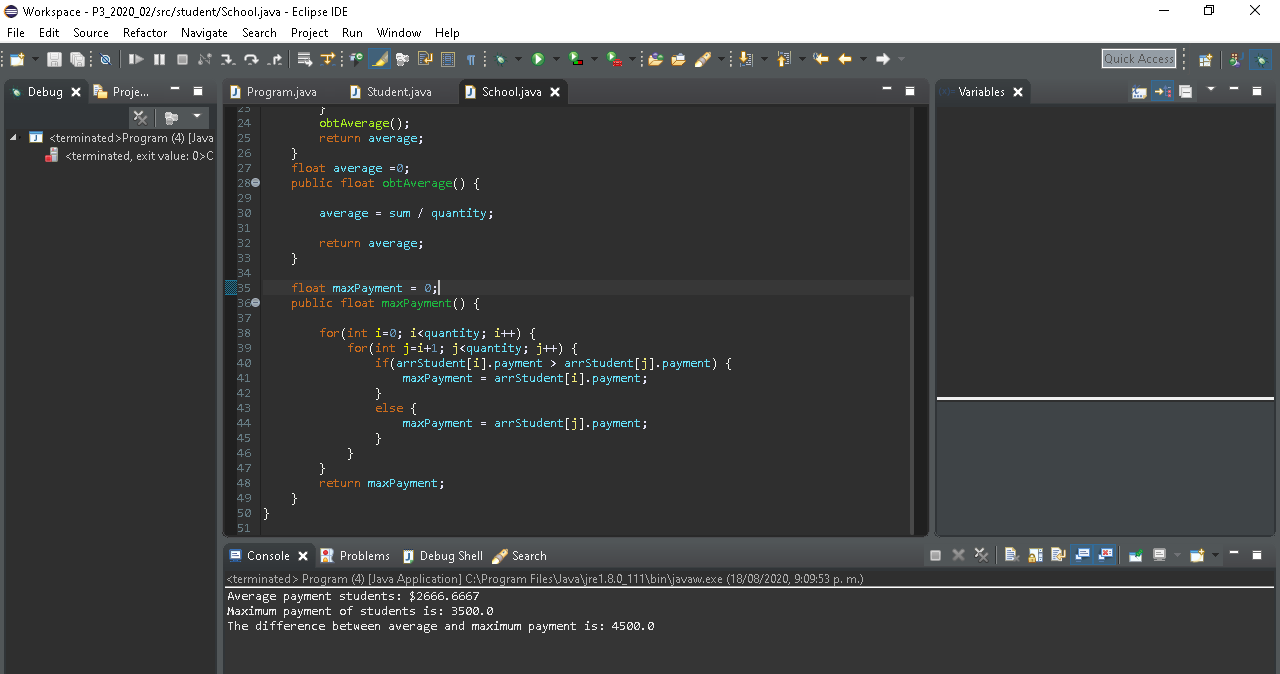 Workspace - P3_2020_02/src/student/School.java - Eclipse IDE
File Edit Source Refactor Navigate Search Project Run Window Help
Quick Access
Debug Proje...
<terminated>Program (4) [Java
<terminated, exit value: 0>C
Program.java Student.java School.java
Variables
23 }
24 obtAverage();
25 return average;
26 }
27 float average =0;
28 public float obtAverage() {
29
30 average = sum / quantity;
31
32 return average;
33 }
34
35 float maxPayment = 0;
36 public float maxPayment() {
37
38 for(int i=0; i<quantity; i++) {
39 for(int j=i+1; j<quantity; j++) {
40 if(arrStudent[i].payment > arrStudent[j].payment) {
41 maxPayment = arrStudent[i].payment;
42 }
43 else {
44 maxPayment = arrStudent[j].payment;
45 }
46 }
47 }
48 return maxPayment;
49 }
50 }
51
Console Problems Debug Shell Search
<terminated> Program (4) [Java Application] C:\Program Files\Java\jre1.8.0_111\bin\javaw.exe (18/08/2020, 9:09:53 p. m.)
Average payment students: $2666.6667
Maximum payment of students is: 3500.0
The difference between average and maximum payment is: 4500.0